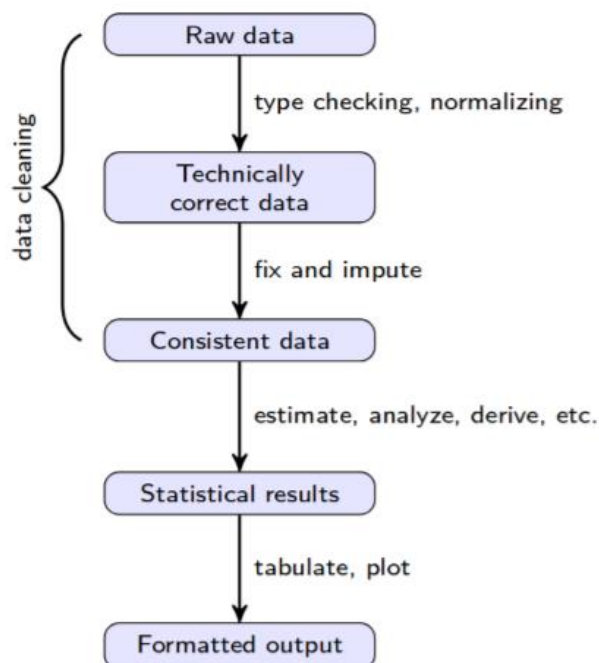 Raw data
type checking, normalizing
data cleaning
Technically
correct data
fix and impute
Consistent data
estimate, analyze, derive, etc.
Statistical results
tabulate, plot
Formatted output